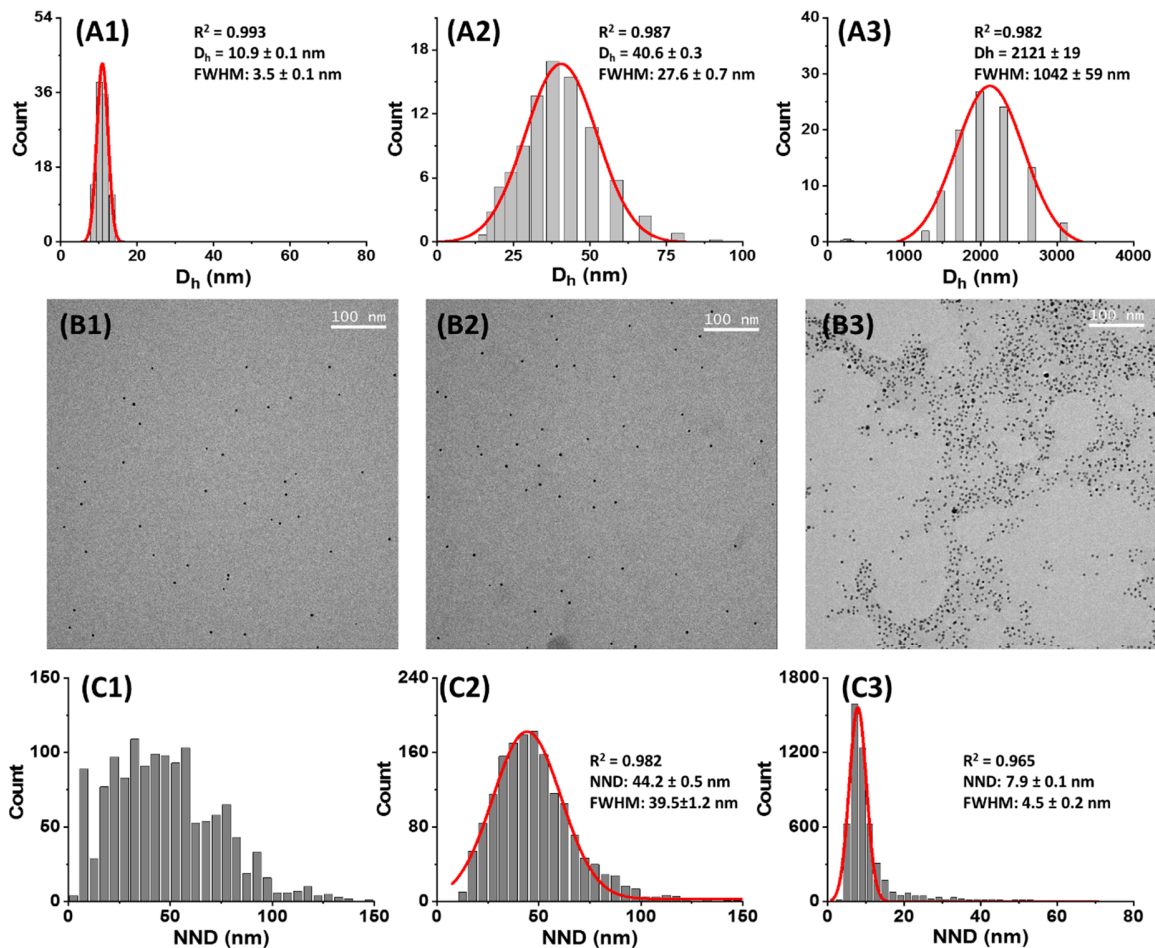 (A1)
R² = 0.993
Dₕ = 10.9 ± 0.1 nm
FWHM: 3.5 ± 0.1 nm
54
36
18
0
Count
0 20 40 60 80
Dₕ (nm)
(A2)
R² = 0.987
Dₕ = 40.6 ± 0.3
FWHM: 27.6 ± 0.7 nm
18
12
6
0
Count
0 25 50 75 100
Dₕ (nm)
(A3)
R² =0.982
Dh = 2121 ± 19
FWHM: 1042 ± 59 nm
40
30
20
10
0
Count
0 1000 2000 3000 4000
Dₕ (nm)
(B1)
100 nm
(B2)
100 nm
(B3)
100 nm
(C1)
150
100
50
0
Count
0 50 100 150
NND (nm)
(C2)
R² = 0.982
NND: 44.2 ± 0.5 nm
FWHM: 39.5±1.2 nm
240
160
80
0
Count
0 50 100 150
NND (nm)
(C3)
R² = 0.965
NND: 7.9 ± 0.1 nm
FWHM: 4.5 ± 0.2 nm
1800
1200
600
0
Count
0 20 40 60 80
NND (nm)